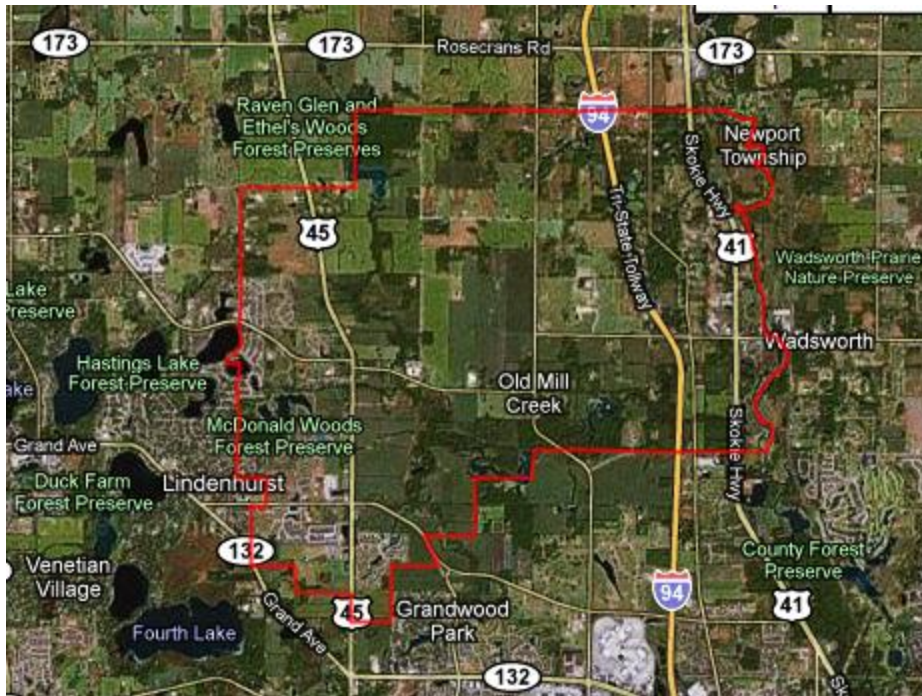 173
173
Rosecrans Rd
173
Raven Glen and
Ethel's Woods
Forest Preserves
94
Newport
Township
Skokie Hwy
45
41
Tri-State Tollway
Wadsworth Prairie
Nature Preserve
Lake
Preserve
Wadsworth
Hastings Lake
Forest Preserve
ake
Old Mill
Creek
McDonald Woods
Forest Preserve
Grand Ave
Skokie Hwy
Duck Farm
Forest Preserve
Lindenhurst
132
Venetian
Village
County Forest
Preserve
94
45
Grandwood
Park
41
Fourth Lake
Grand Ave
132
S